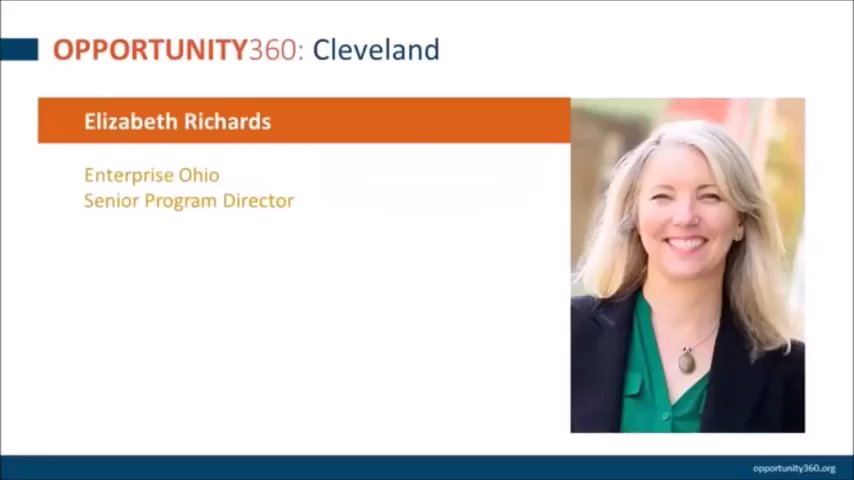 OPPORTUNITY360: Cleveland
Elizabeth Richards
Enterprise Ohio
Senior Program Director
opportunity360.org